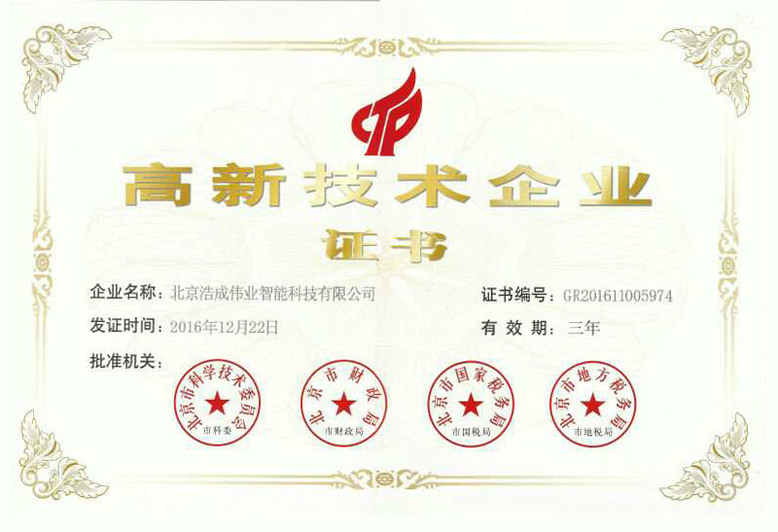 高新技术企业
证书
企业名称：北京浩成伟业智能科技有限公司
证书编号：GR201611005974
发证时间：2016年12月22日
有效期：三年
批准机关：
北京市科学技术委员会
市科委
北京市财政局
市财政局
北京市国家税务局
市国税局
北京市地方税务局
市地税局